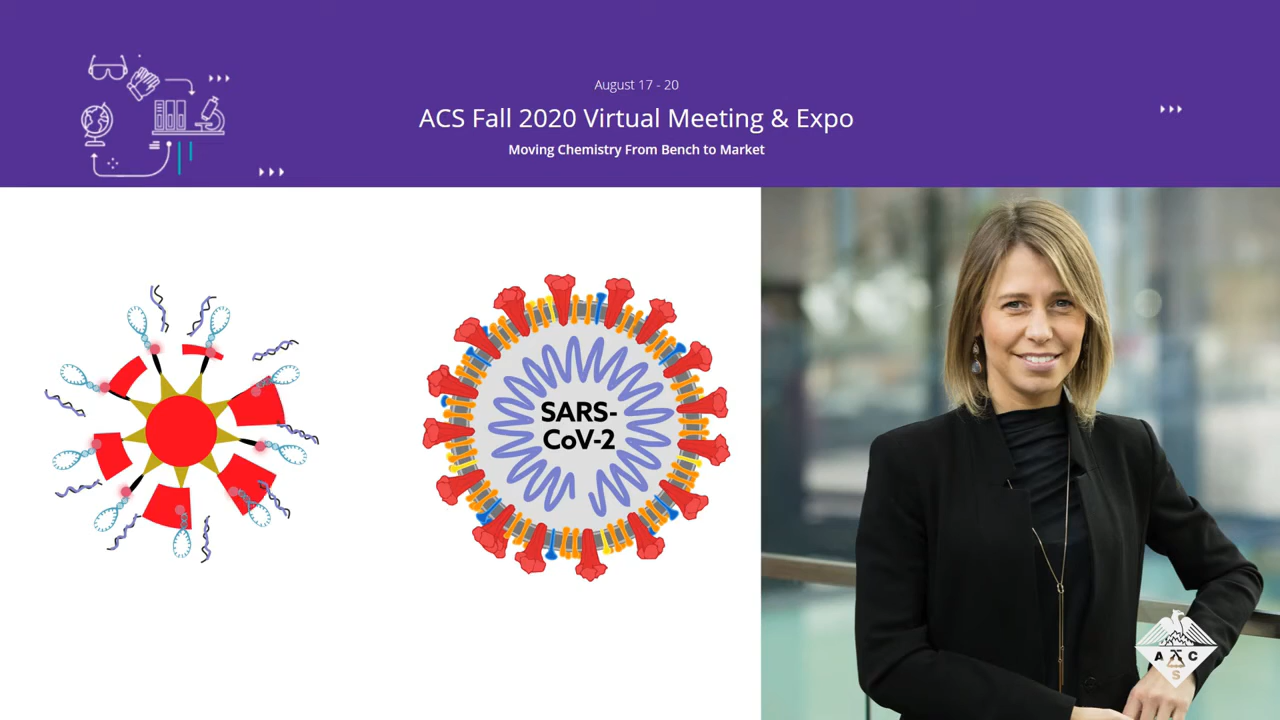 August 17 - 20
ACS Fall 2020 Virtual Meeting & Expo
Moving Chemistry From Bench to Market
SARS-
CoV-2
A C
S